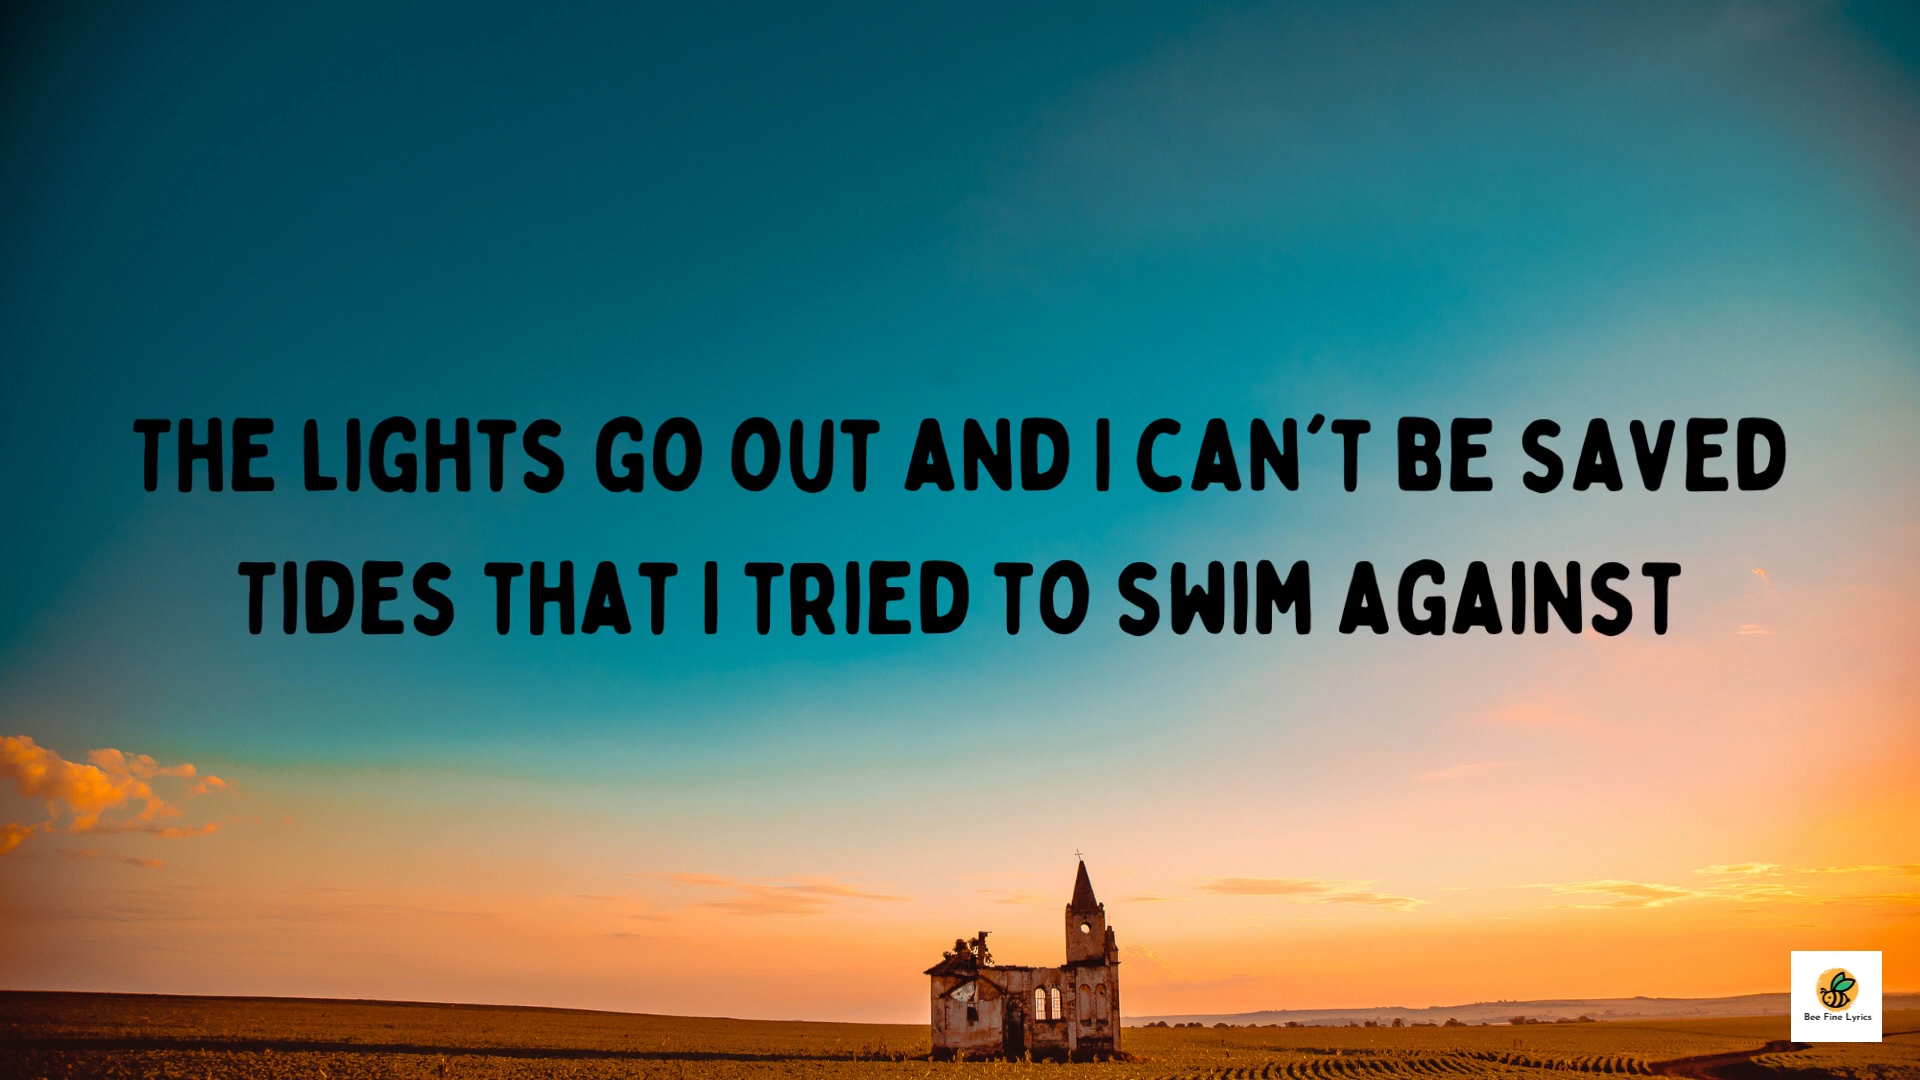 THE LIGHTS GO OUT AND I CAN'T BE SAVED
TIDES THAT I TRIED TO SWIM AGAINST
Bee Fine Lyrics